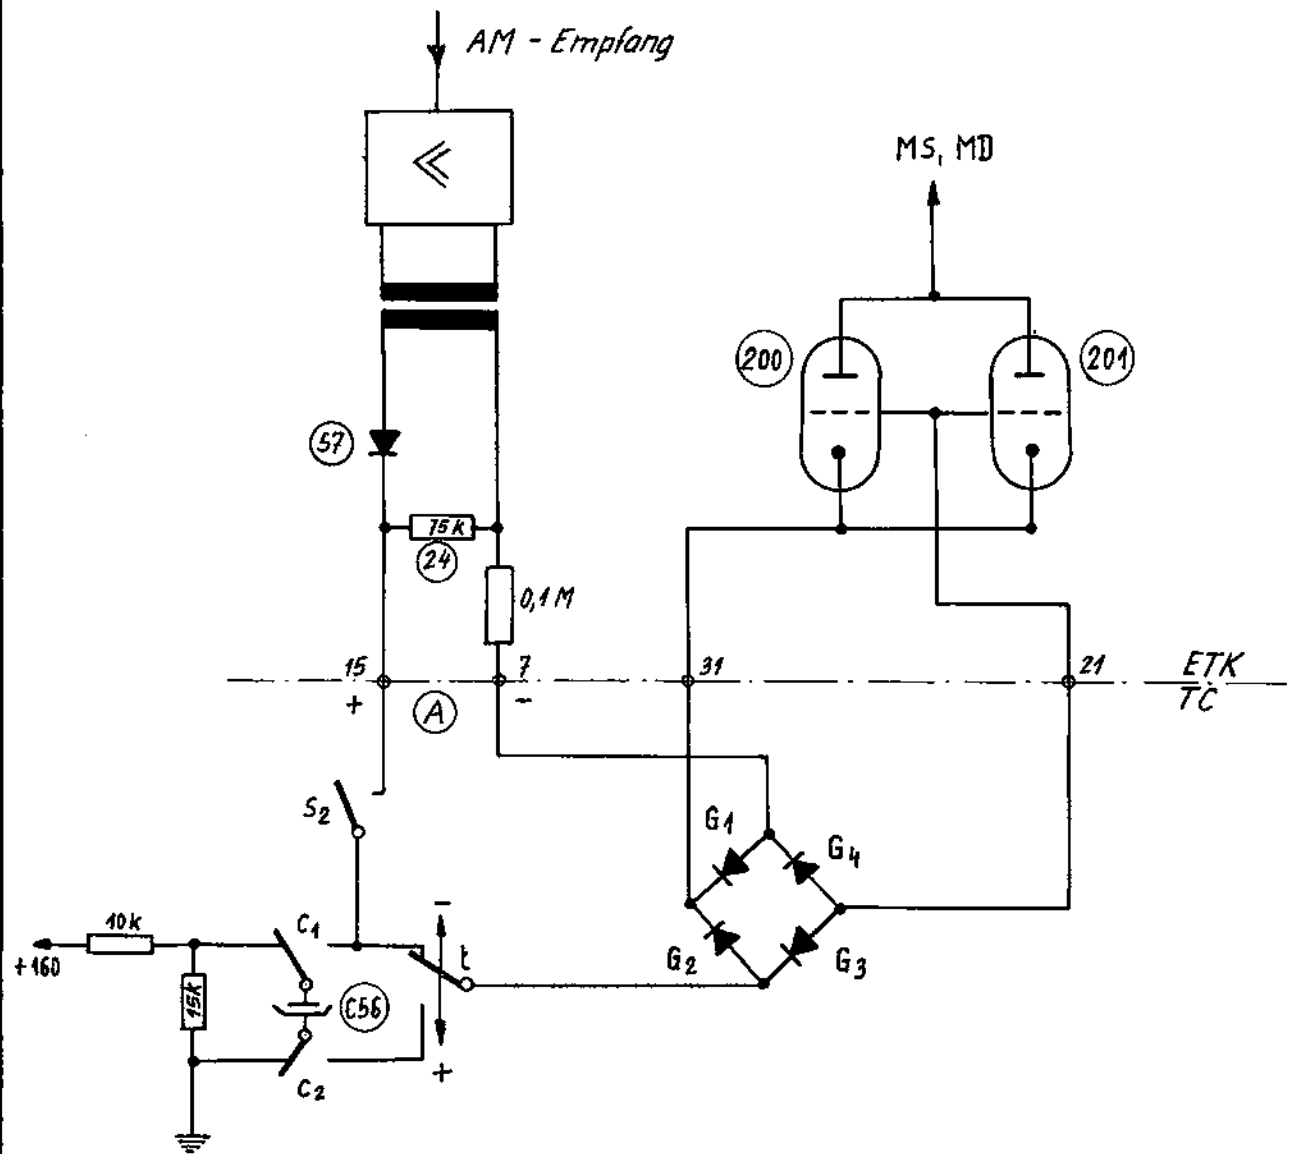 AM - Empfang
MS, MD
200
201
57
75k
24
0,1 M
15
7
31
21
ETK
+
A
-
TC
S2
G1
G4
-
10k
C1
t
G2
G3
+160
15k
C56
+
C2